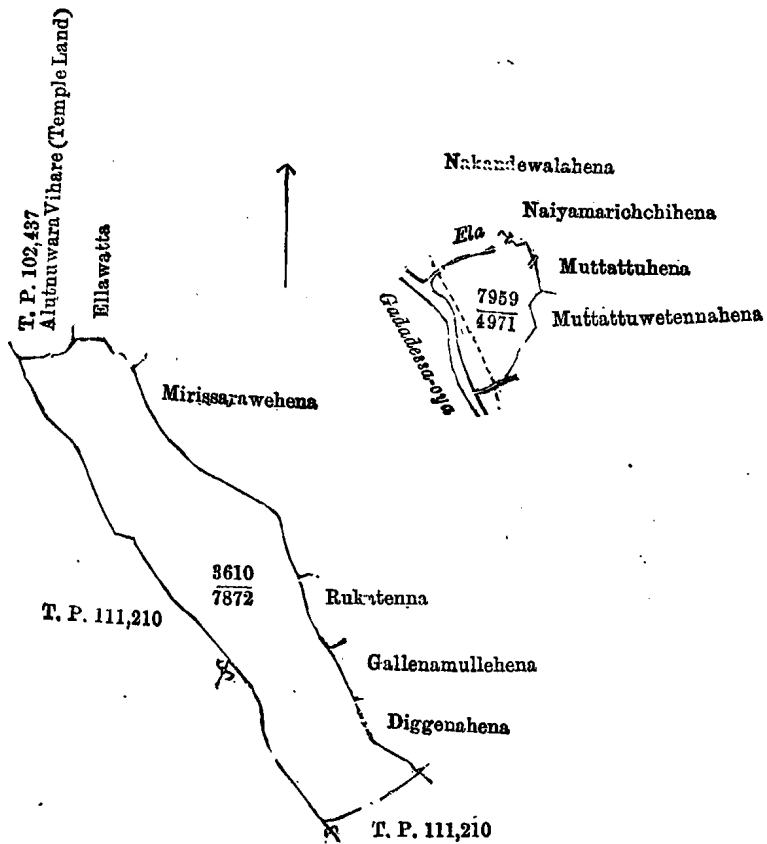 T. P. 102,437
Alutnuwara Vihare (Temple Land)
Ellawatta
Nakandewalahena
Naiyamarichchihena
Ela
Muttattuhena
7959
4971
Muttattuwetennahena
Gadadessa-oya
Mirissarawehena
3610
7872
T. P. 111,210
Gallenamullehena
Diggenahena
T. P. 111,210